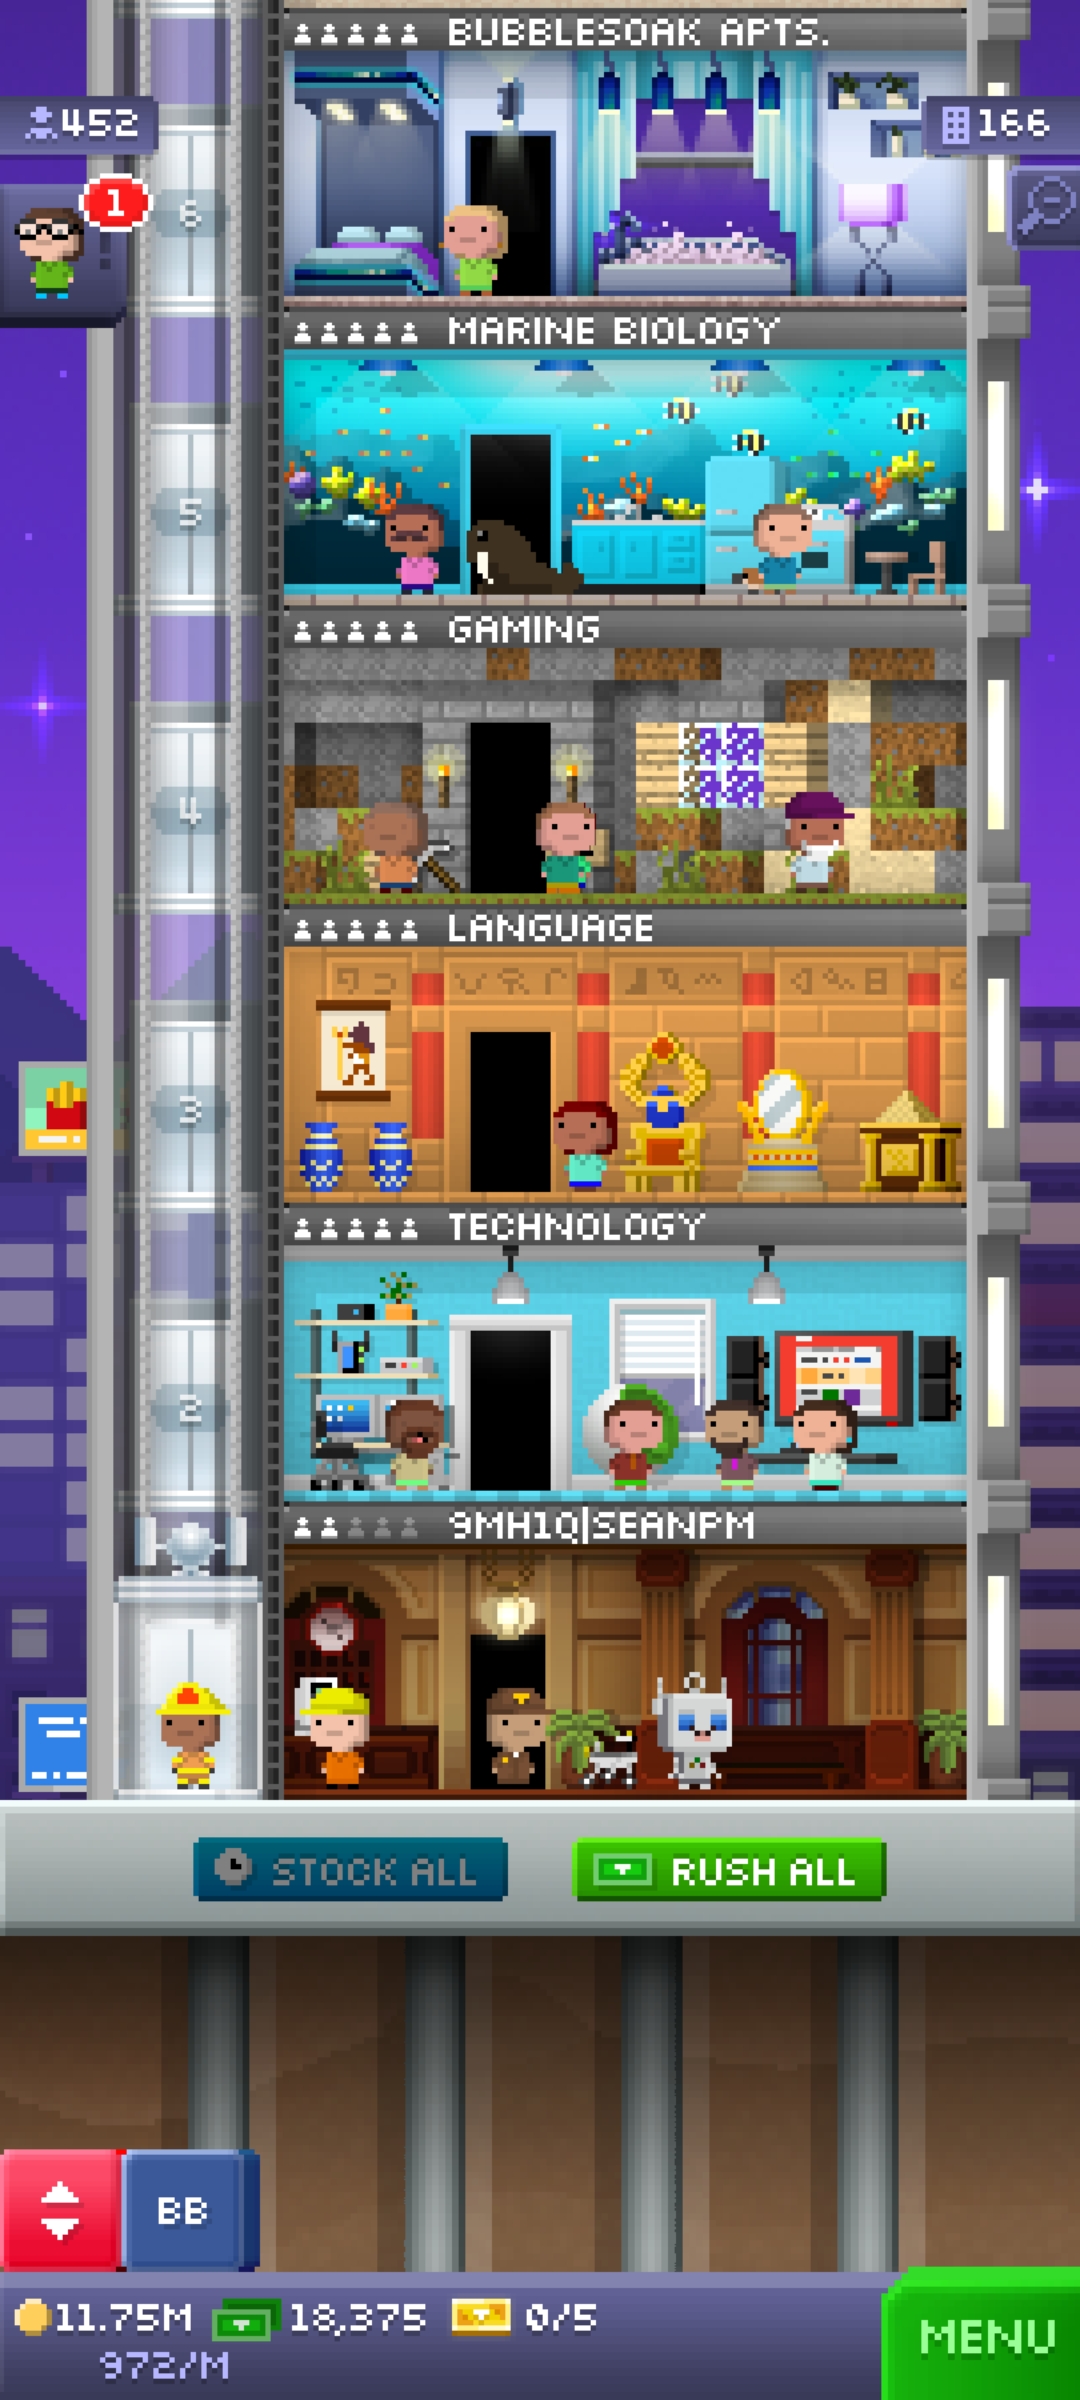 BUBBLESOAK APTS.
452
166
1
6
MARINE BIOLOGY
5
GAMING
4
LANGUAGE
3
TECHNOLOGY
2
9MH1Q|SEANPM
STOCK ALL
RUSH ALL
BB
11.75M
18,375
0/5
972/M
MENU